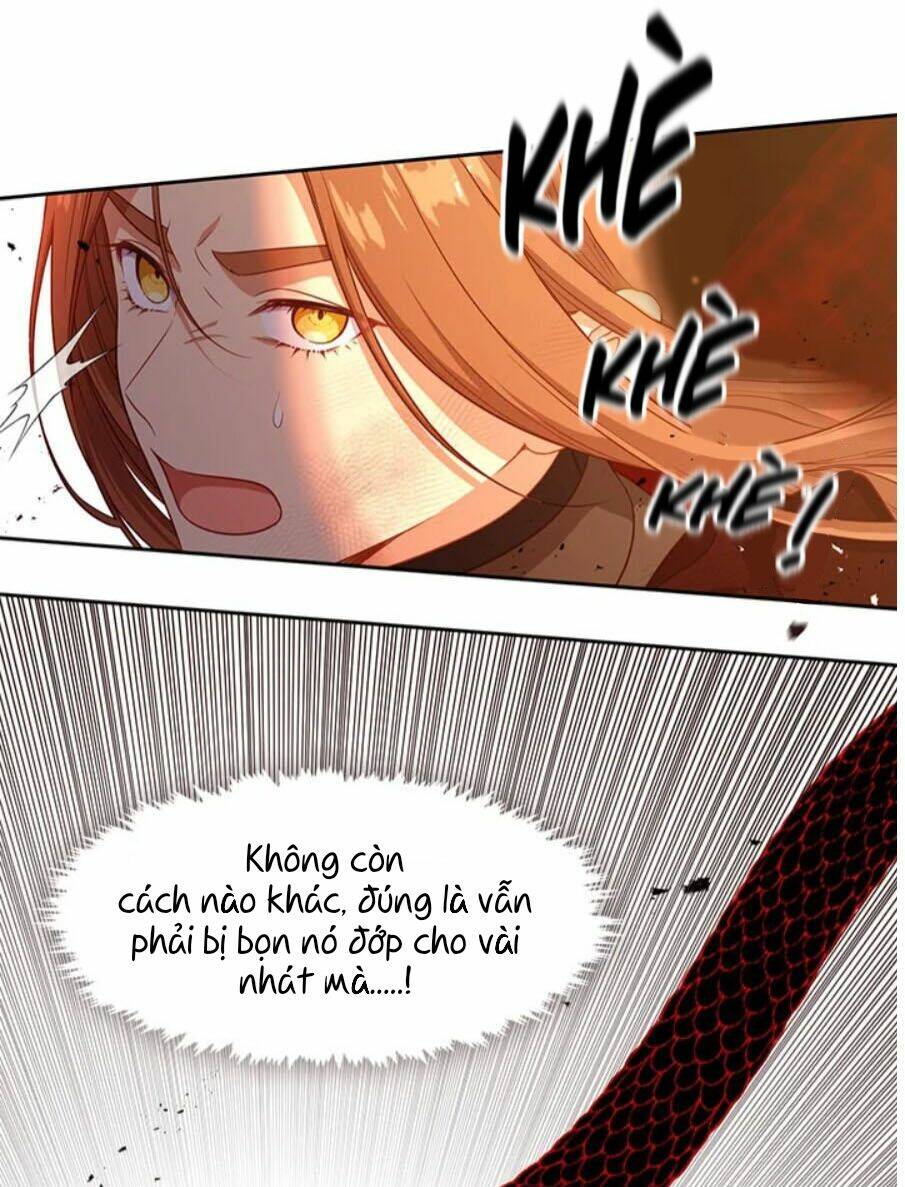 KHÈ
KHÈ
KHÈ!
Không còn
cách nào khác, đúng là vẫn
phải bị bọn nó đớp cho vài
nhát mà.....!